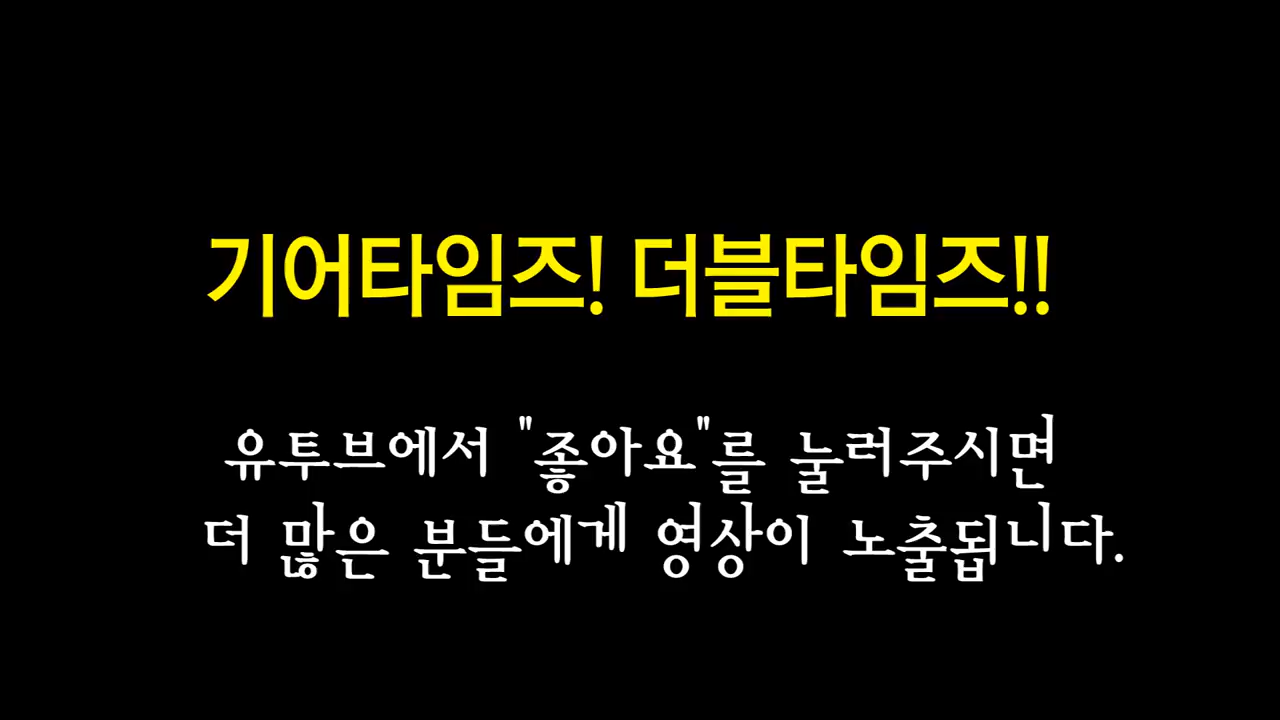 기어타임즈! 더블타임즈!!
유투브에서 "좋아요"를 눌러주시면
더 많은 분들에게 영상이 노출됩니다.